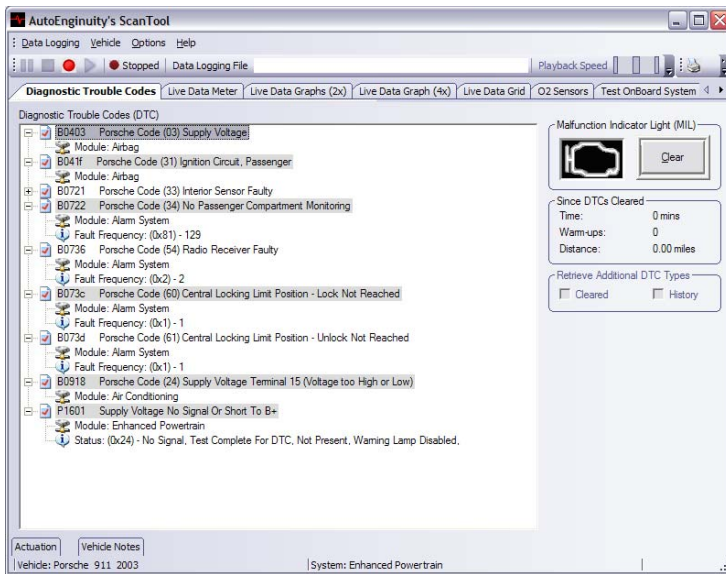 AutoEnginuity's ScanTool
Data Logging Vehicle Options Help
Stopped Data Logging File Playback Speed
Diagnostic Trouble Codes Live Data Meter Live Data Graphs (2x) Live Data Graph (4x) Live Data Grid O2 Sensors Test OnBoard System
Diagnostic Trouble Codes (DTC)
B0403 Porsche Code (03) Supply Voltage
Module: Airbag
B041f Porsche Code (31) Ignition Circuit, Passenger
Module: Airbag
B0721 Porsche Code (33) Interior Sensor Faulty
B0722 Porsche Code (34) No Passenger Compartment Monitoring
Module: Alarm System
Fault Frequency: (0x81) - 129
B0736 Porsche Code (54) Radio Receiver Faulty
Module: Alarm System
Fault Frequency: (0x2) - 2
B073c Porsche Code (60) Central Locking Limit Position - Lock Not Reached
Module: Alarm System
Fault Frequency: (0x1) - 1
B073d Porsche Code (61) Central Locking Limit Position - Unlock Not Reached
Module: Alarm System
Fault Frequency: (0x1) - 1
B0918 Porsche Code (24) Supply Voltage Terminal 15 (Voltage too High or Low)
Module: Air Conditioning
P1601 Supply Voltage No Signal Or Short To B+
Module: Enhanced Powertrain
Status: (0x24) - No Signal, Test Complete For DTC, Not Present, Warning Lamp Disabled,
Malfunction Indicator Light (MIL)
Clear
Since DTCs Cleared
Time: 0 mins
Warm-ups: 0
Distance: 0.00 miles
Retrieve Additional DTC Types
Cleared History
Actuation Vehicle Notes
Vehicle: Porsche 911 2003 System: Enhanced Powertrain